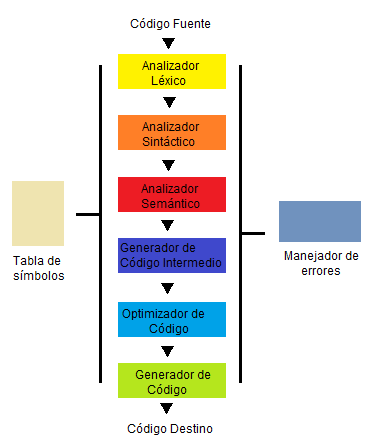 Código Fuente
Analizador
Léxico
Analizador
Sintáctico
Analizador
Semántico
Generador de
Código Intermedio
Tabla de
símbolos
Manejador de
errores
Optimizador de
Código
Generador de
Código
Código Destino